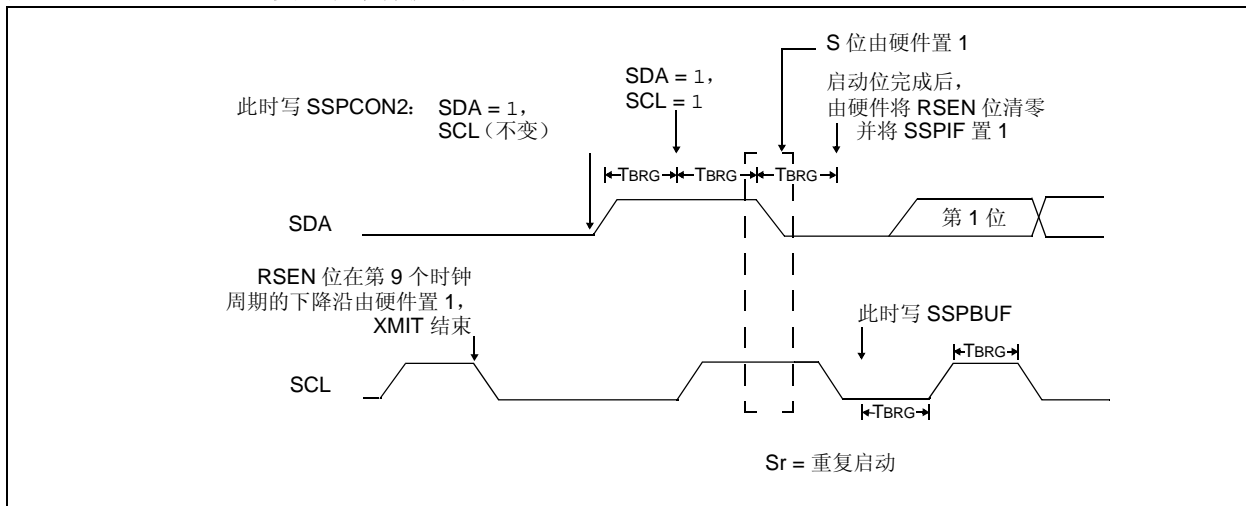 S 位由硬件置 1
SDA = 1,
SCL = 1
启动位完成后,
由硬件将 RSEN 位清零
并将 SSPIF 置 1
此时写 SSPCON2: SDA = 1,
SCL(不变)
TBRG TBRG TBRG
SDA
第 1 位
RSEN 位在第 9 个时钟
周期的下降沿由硬件置 1,
XMIT 结束
此时写 SSPBUF
TBRG
SCL
TBRG
Sr = 重复启动